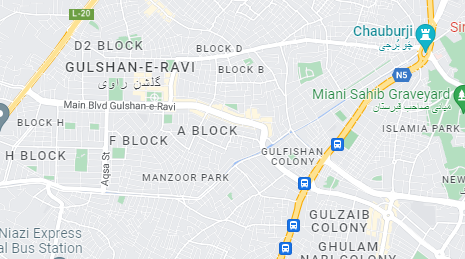 L-20
Chauburji
چوبرجی
Sin
D2 BLOCK
BLOCK D
GULSHAN-E-RAVI
گلشن راوی
BLOCK B
N5
Miani Sahib Graveyard
میانی صاحب قبرستان
Main Blvd Gulshan-e-Ravi
BLOCK H
A BLOCK
ISLAMIA PARK
F BLOCK
H BLOCK
Aqsa St
GULFISHAN
COLONY
MANZOOR PARK
NEW
GULZAIB
COLONY
Niazi Express
al Bus Station
GHULAM
NABI COLONY